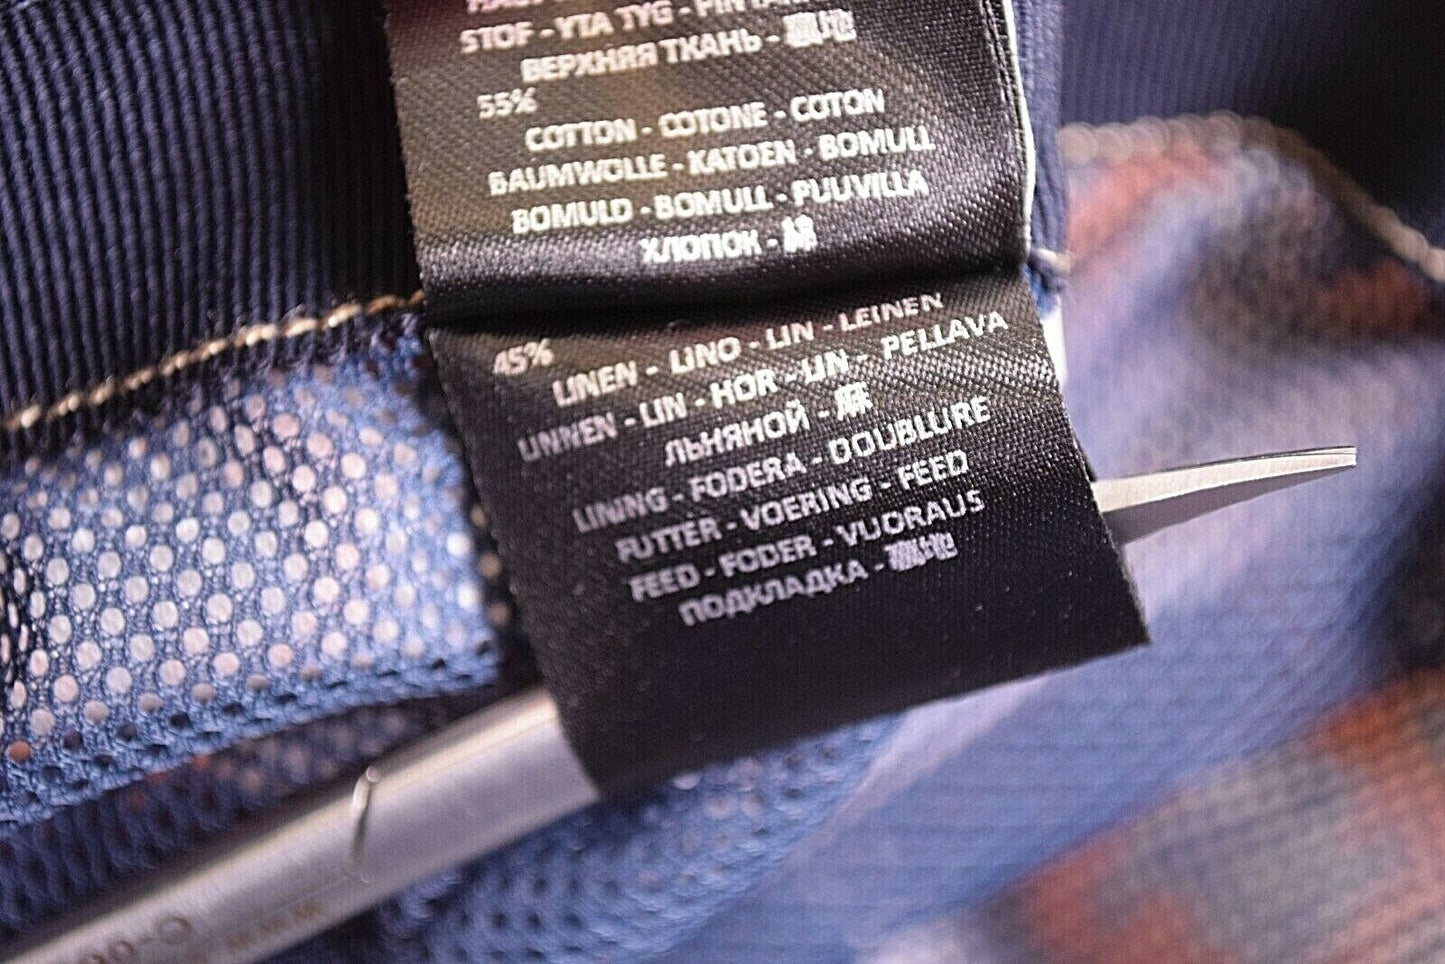 STOF - YTA TYG -
ВЕРХНЯЯ ТКАНЬ - 面地
55%
COTTON - COTONE - COTON
BAUMWOLLE - KATOEN - BOMULL
BOMULD - BOMULL - PUUVILLA
ХЛОПОК - 棉
45%
LINEN - LINO - LIN - LEINEN
LINNEN - LIN - HOR - LIN - PELLAVA
ЛЬНЯНОЙ - 麻
LINING - FODERA - DOUBLURE
FUTTER - VOERING - FEED
FEED - FODER - VUORAUS
ПОДКЛАДКА -